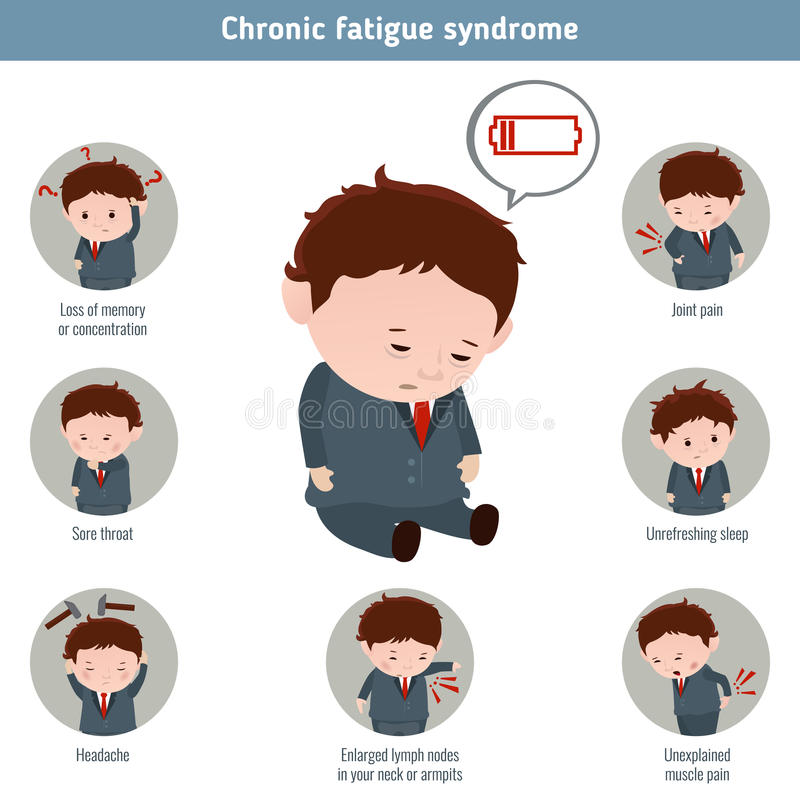 Chronic fatigue syndrome
Loss of memory
or concentration
Joint pain
dreamstime
Sore throat
Unrefreshing sleep
Headache
Enlarged lymph nodes
in your neck or armpits
Unexplained
muscle pain